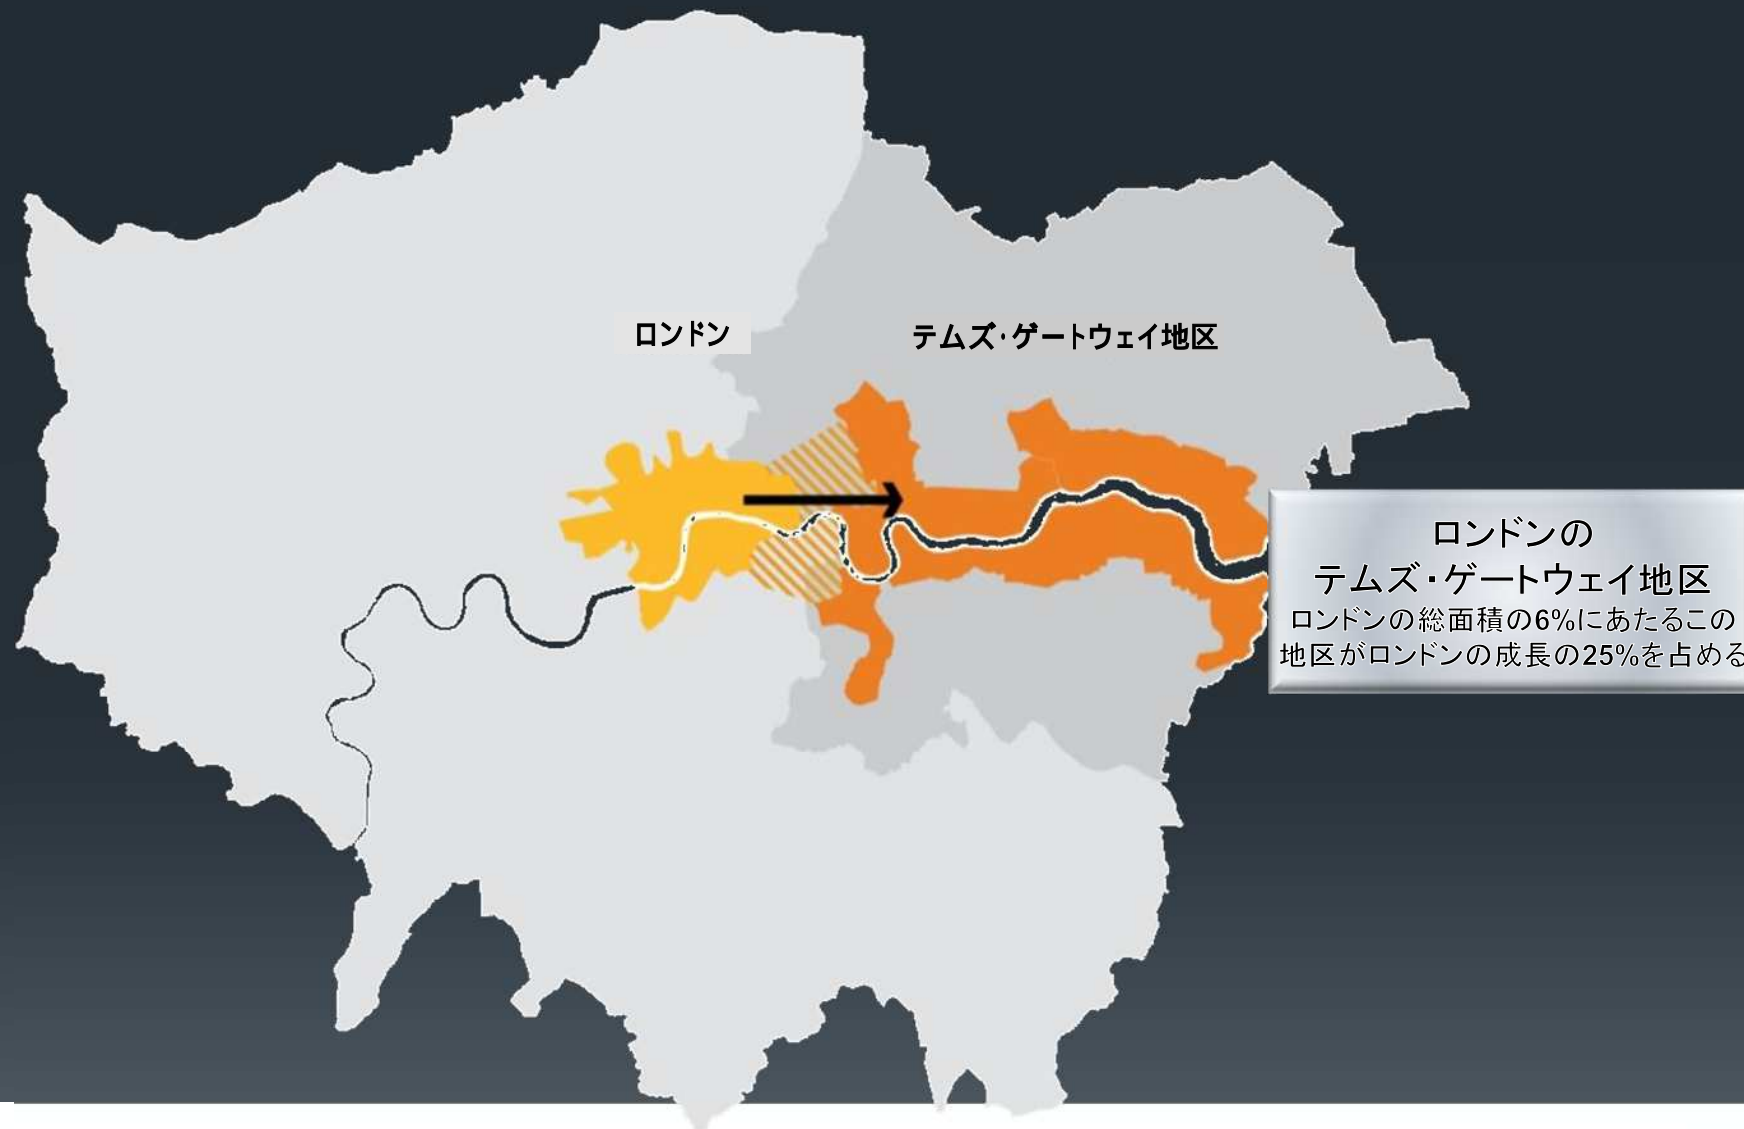 ロンドン
テムズ・ゲートウェイ地区
ロンドンの
テムズ・ゲートウェイ地区
ロンドンの総面積の6%にあたるこの
地区がロンドンの成長の25%を占める